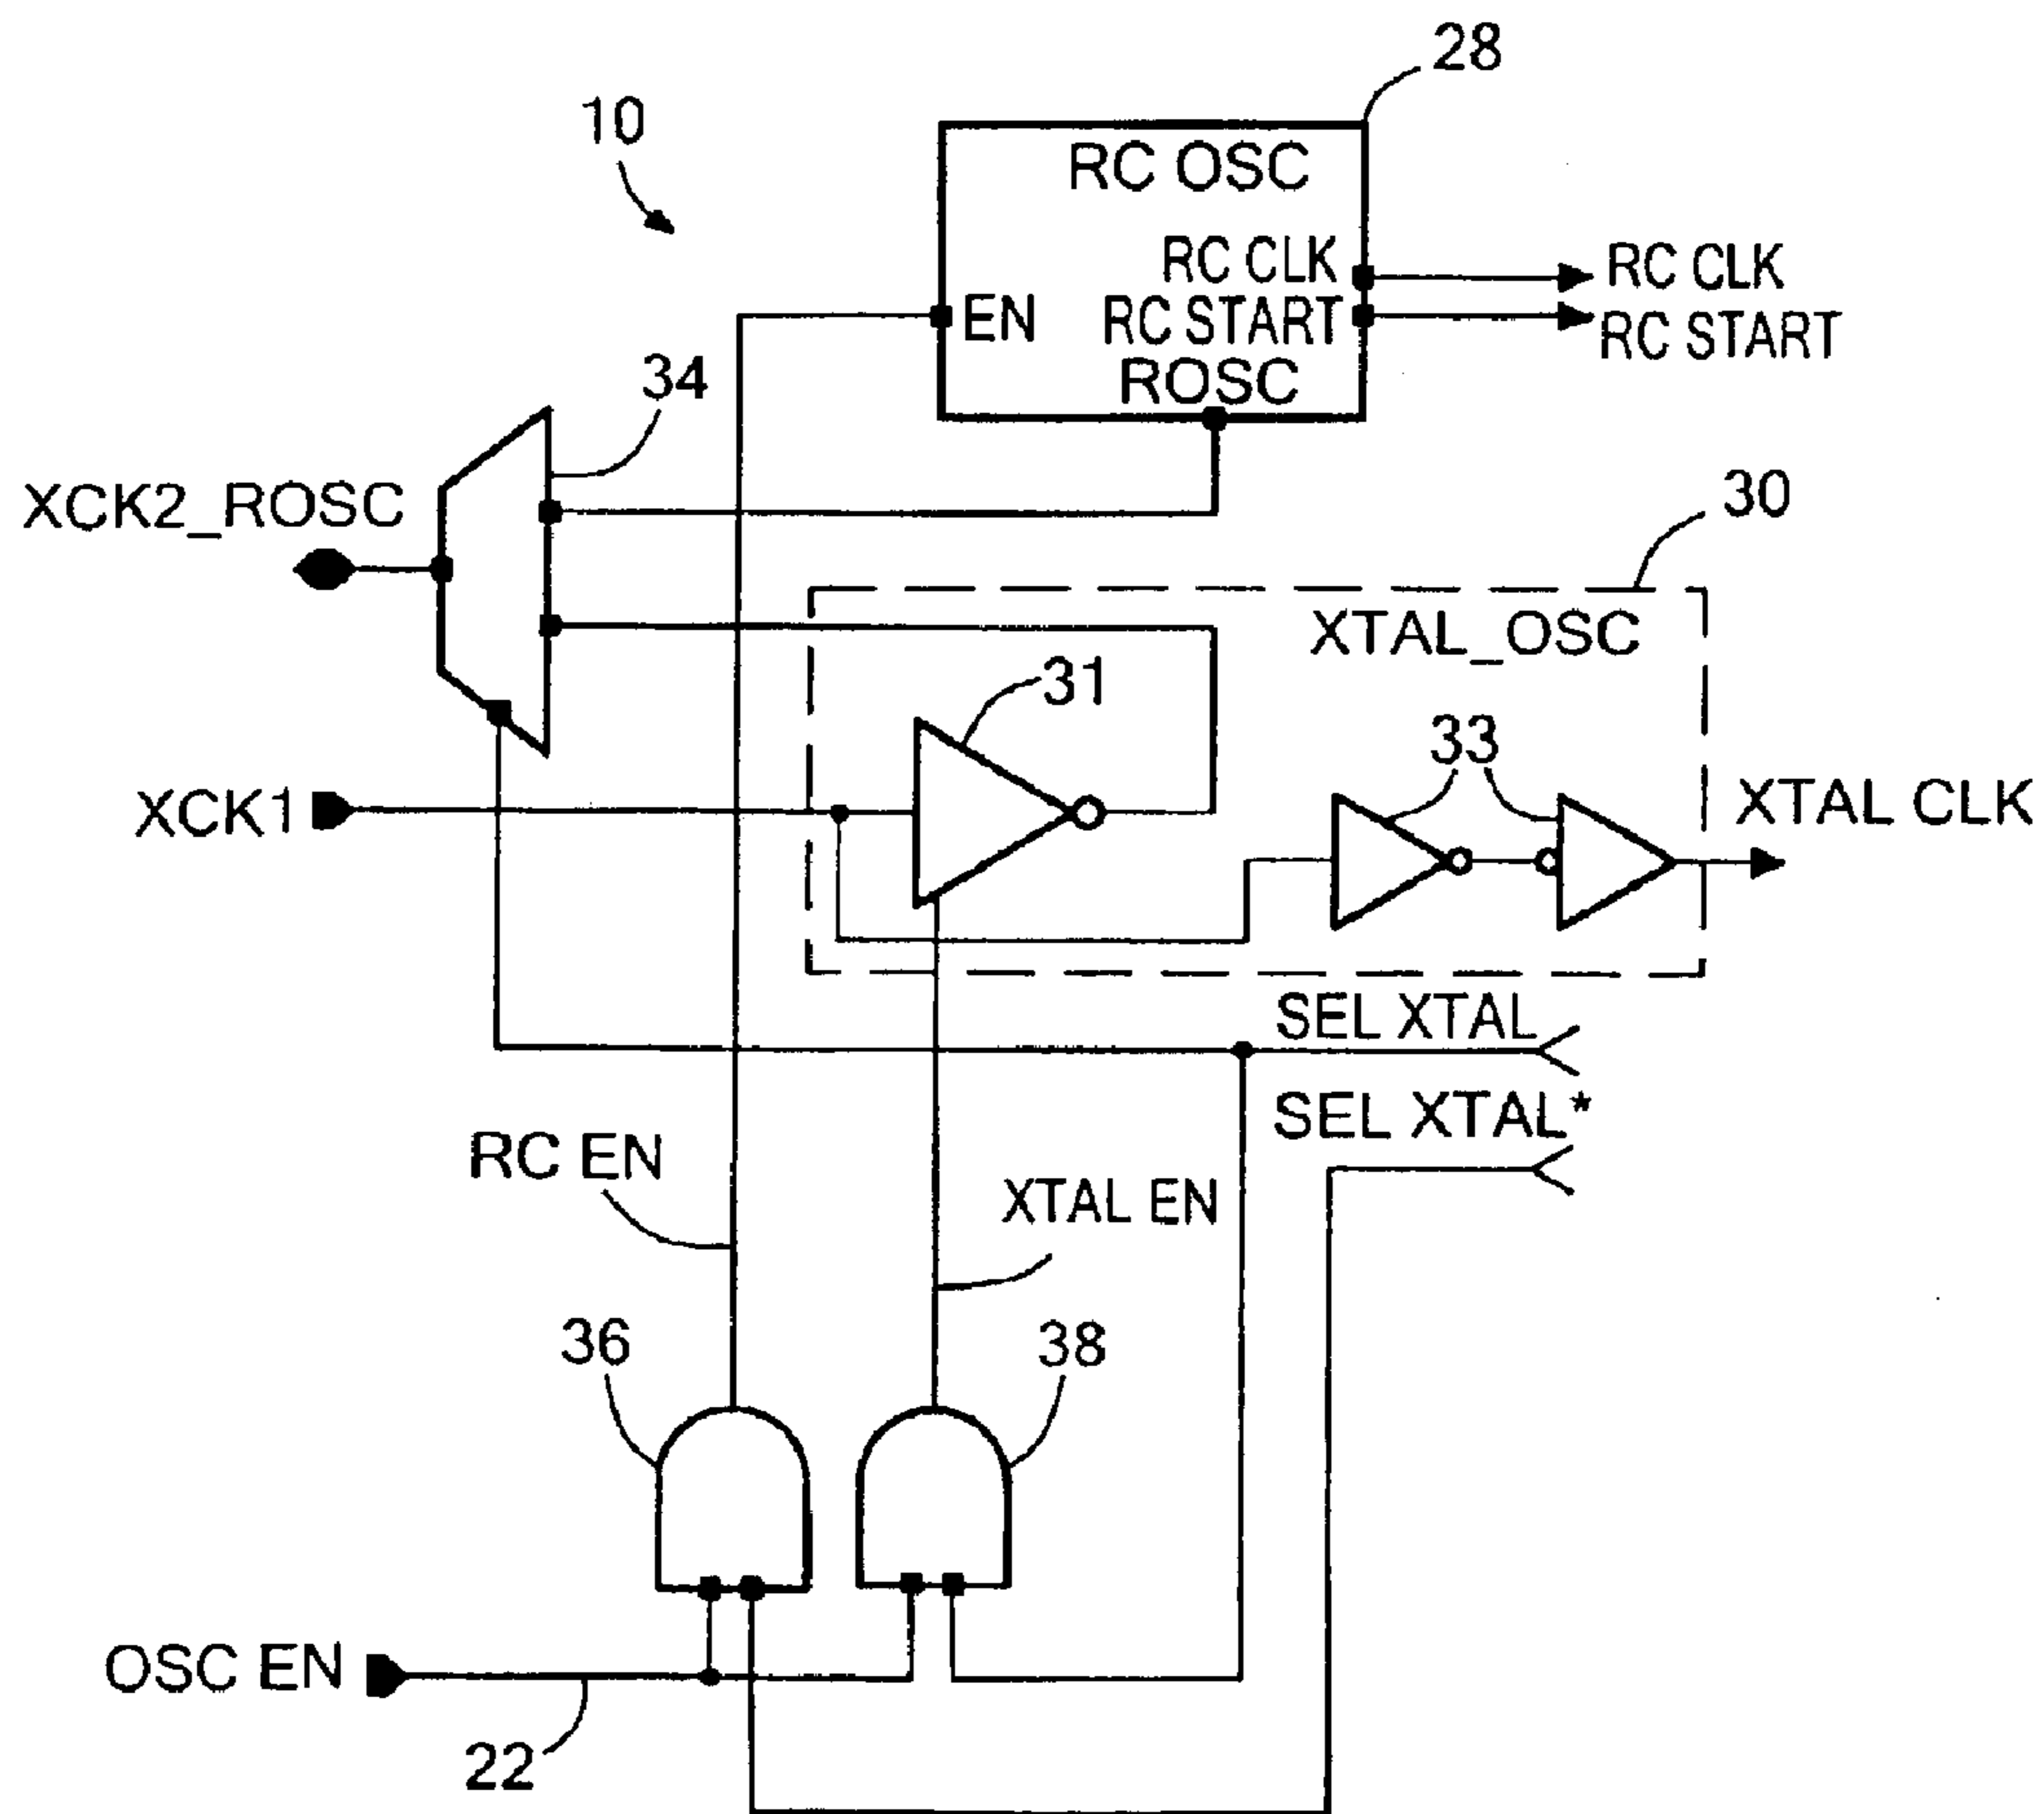 28
10
RC OSC
RC CLK
RC CLK
EN
RC START
RC START
ROSC
34
XCK2_ROSC
30
XTAL_OSC
31
33
XCK1
XTAL CLK
SEL XTAL
SEL XTAL*
RC EN
XTAL EN
36
38
OSC EN
22